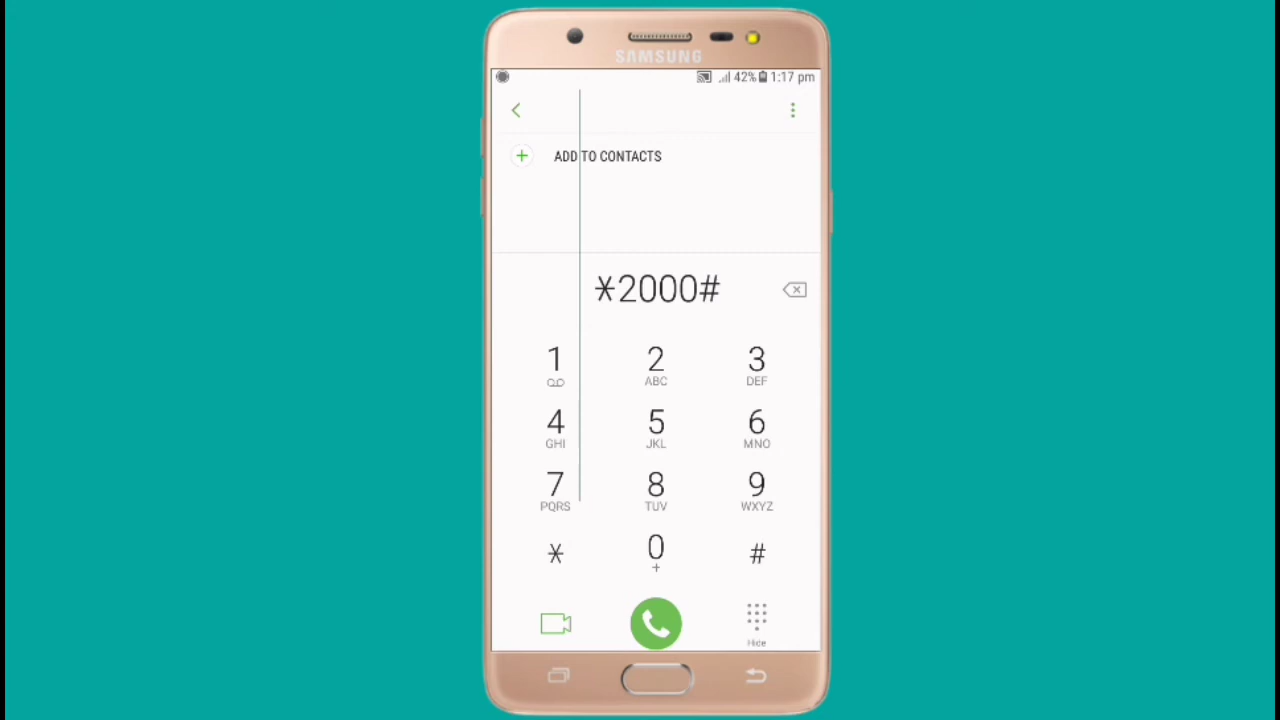 SAMSUNG
42% 1:17 pm
ADD TO CONTACTS
*2000#
1 2 3
ABC DEF
4 5 6
GHI JKL MNO
7 8 9
PQRS TUV WXYZ
* 0 #
+
Hide